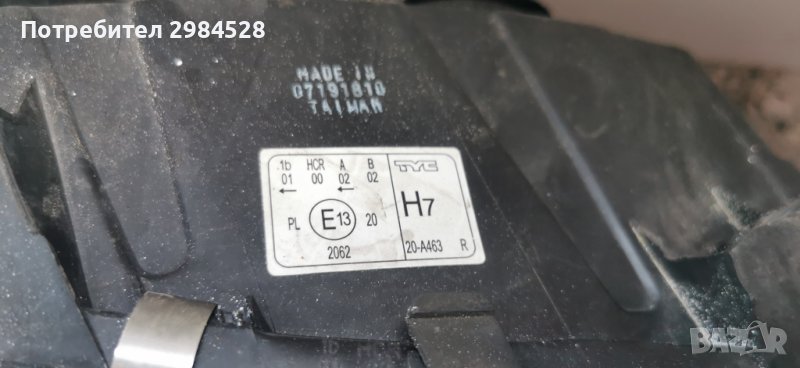 Потребител 2984528
MADE IN
07191810
TAIWAN
1b HCR A B
01 00 02 02
TYC
H7
PL E13 20
2062
20-A463 R
BAZAR